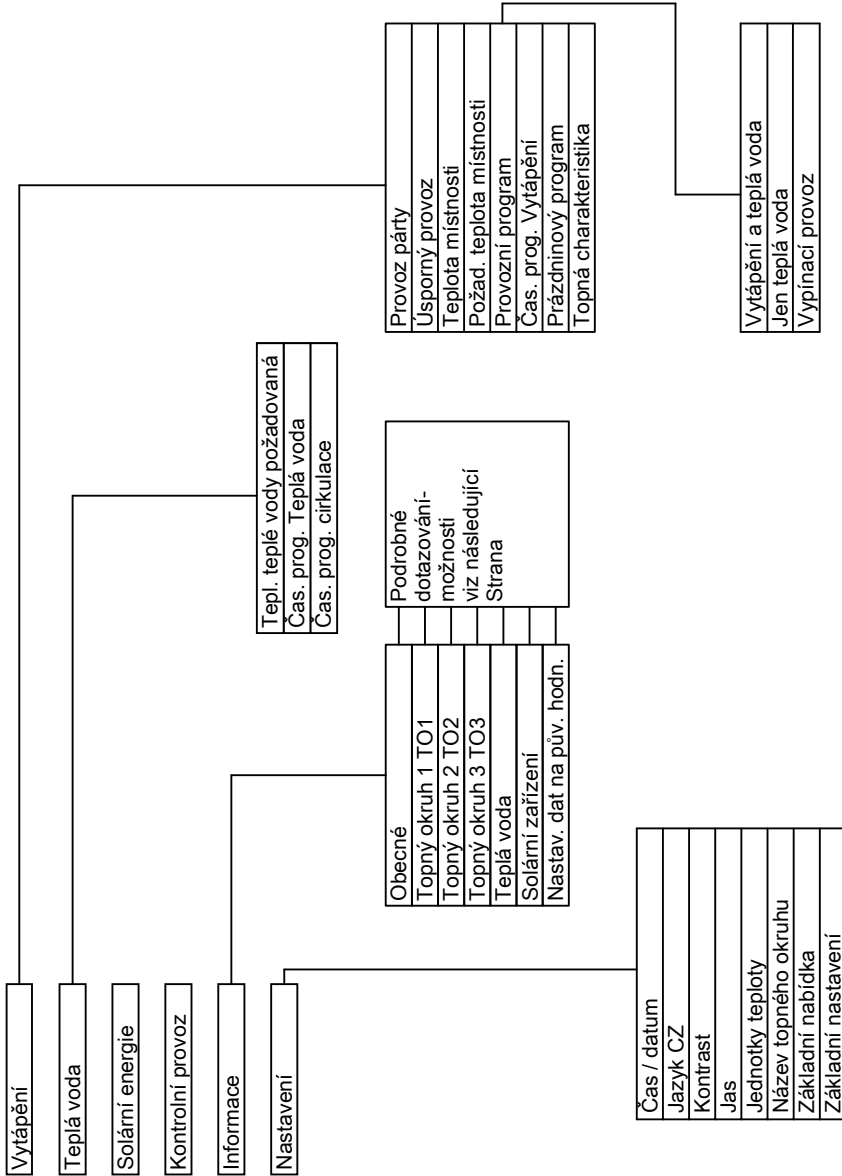 Vytápění
Teplá voda
Solární energie
Kontrolní provoz
Informace
Nastavení
Provoz párty
Úsporný provoz
Teplota místnosti
Požad. teplota místnosti
Provozní program
Čas. prog. Vytápění
Prázdninový program
Topná charakteristika
Vytápění a teplá voda
Jen teplá voda
Vypínací provoz
Tepl. teplé vody požadovaná
Čas. prog. Teplá voda
Čas. prog. cirkulace
Obecné
Topný okruh 1 TO1
Topný okruh 2 TO2
Topný okruh 3 TO3
Teplá voda
Solární zařízení
Nastav. dat na pův. hodn.
Podrobné
dotazování-
možnosti
viz následující
Strana
Čas / datum
Jazyk CZ
Kontrast
Jas
Jednotky teploty
Název topného okruhu
Základní nabídka
Základní nastavení